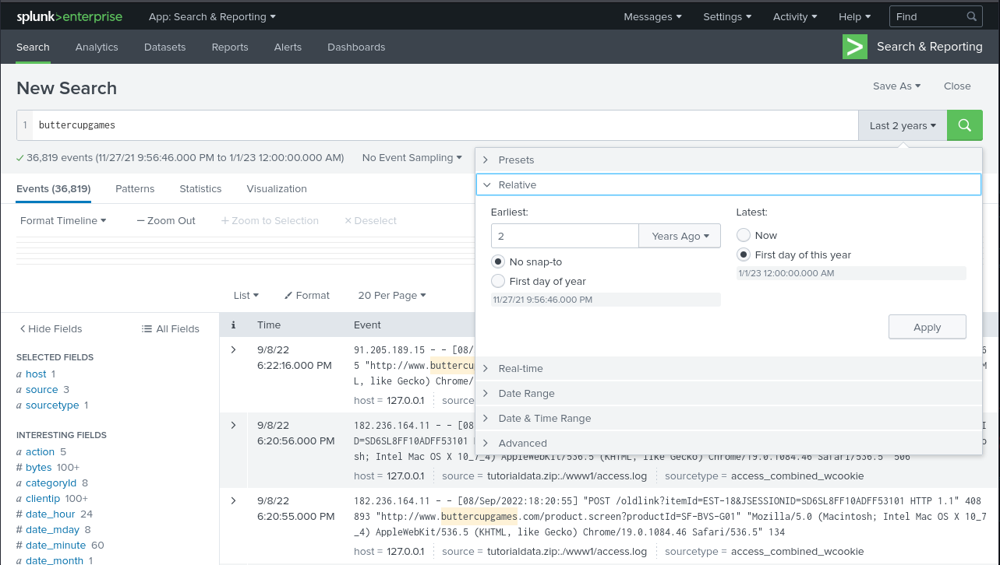 splunk>enterprise App: Search & Reporting Messages Settings Activity Help Find
Search Analytics Datasets Reports Alerts Dashboards Search & Reporting
New Search Save As Close
1 buttercupgames Last 2 years
36,819 events (11/27/21 9:56:46.000 PM to 1/1/23 12:00:00.000 AM) No Event Sampling
Presets
Events (36,819) Patterns Statistics Visualization
Relative
Format Timeline — Zoom Out + Zoom to Selection × Deselect
Earliest:
2 Years Ago
No snap-to
First day of year
11/27/21 9:56:46.000 PM
Latest:
Now
First day of this year
1/1/23 12:00:00.000 AM
Apply
Real-time
Date Range
Date & Time Range
Advanced
List Format 20 Per Page
Hide Fields All Fields
SELECTED FIELDS
a host 1
a source 3
a sourcetype 1
INTERESTING FIELDS
a action 5
# bytes 100+
a categoryId 8
a clientip 100+
# date_hour 24
# date_mday 8
# date_minute 60
a date_month 1
i Time Event
9/8/22
6:22:16.000 PM
91.205.189.15 - - [08/
5 "http://www.buttercu
L, like Gecko) Chrome/
host = 127.0.0.1 source
9/8/22
6:20:56.000 PM
182.236.164.11 - - [08
D=SD6SL8FF10ADFF53101
sh; Intel Mac OS X 10_7_4) AppleWebKit/536.5 (KHTML, like Gecko) Chrome/19.0.1084.46 Safari/536.5" 506
host = 127.0.0.1 source = tutorialdata.zip:./www1/access.log sourcetype = access_combined_wcookie
9/8/22
6:20:55.000 PM
182.236.164.11 - - [08/Sep/2022:18:20:55] "POST /oldlink?itemId=EST-18&JSESSIONID=SD6SL8FF10ADFF53101 HTTP 1.1" 408
893 "http://www.buttercupgames.com/product.screen?productId=SF-BVS-G01" "Mozilla/5.0 (Macintosh; Intel Mac OS X 10_7
_4) AppleWebKit/536.5 (KHTML, like Gecko) Chrome/19.0.1084.46 Safari/536.5" 134
host = 127.0.0.1 source = tutorialdata.zip:./www1/access.log sourcetype = access_combined_wcookie